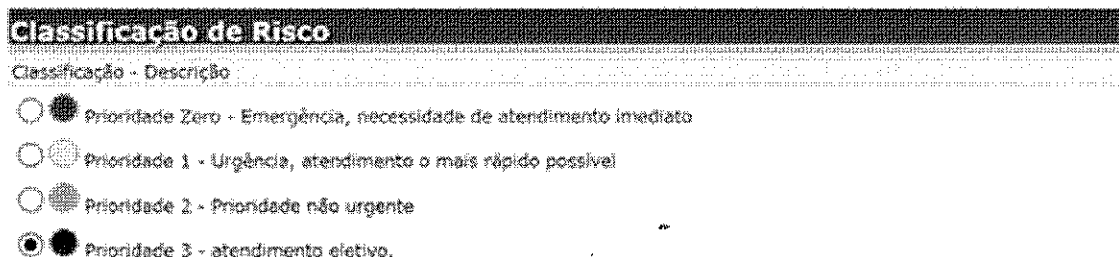 Classificação de Risco
Classificação - Descrição
Prioridade Zero - Emergência, necessidade de atendimento imediato
Prioridade 1 - Urgência, atendimento o mais rápido possível
Prioridade 2 - Prioridade não urgente
Prioridade 3 - atendimento eletivo.